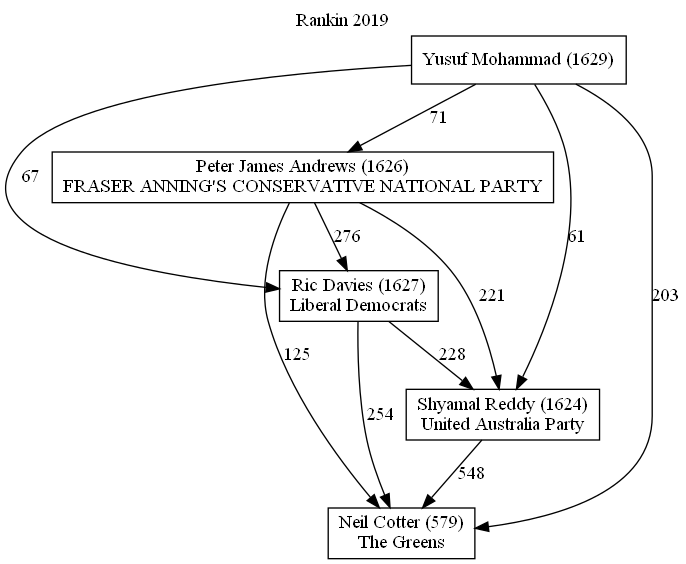 Rankin 2019
Yusuf Mohammad (1629)
71
Peter James Andrews (1626)
FRASER ANNING'S CONSERVATIVE NATIONAL PARTY
67
276
61
Ric Davies (1627)
Liberal Democrats
221
203
125
228
Shyamal Reddy (1624)
United Australia Party
254
548
Neil Cotter (579)
The Greens